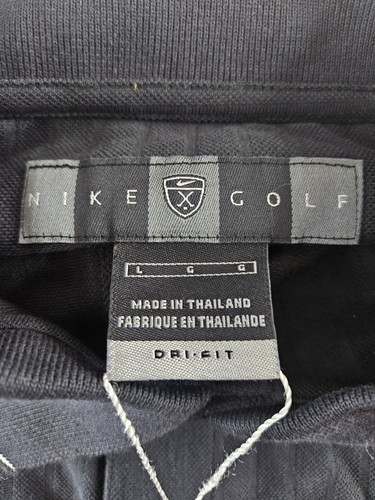 NIKE GOLF
L G G
MADE IN THAILAND
FABRIQUE EN THAILANDE
DRI-FIT